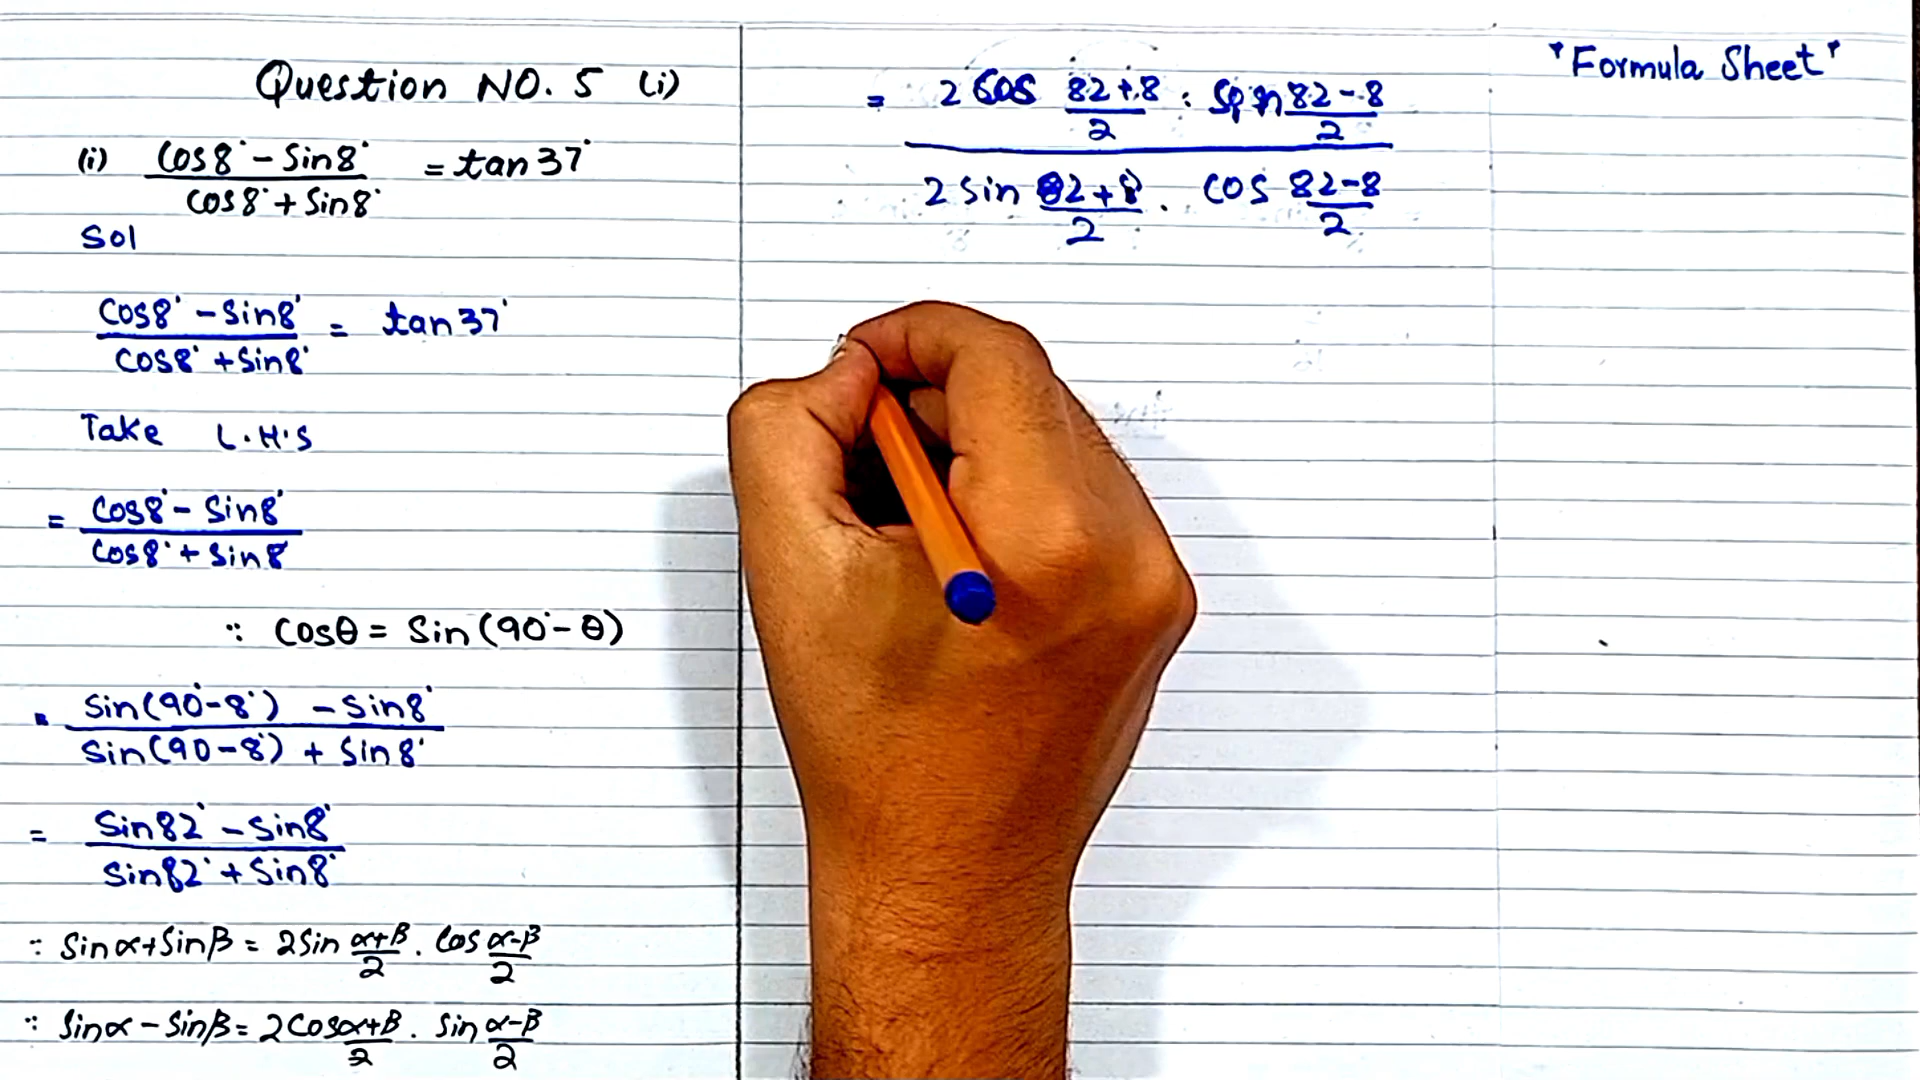 Question NO. 5 (i)
(i) Cos8° - Sin8° / Cos8° + Sin8° = tan37°
Sol
Cos8° - Sin8° / Cos8° + Sin8° = tan37°
Take L.H.S
= Cos8° - Sin8° / Cos8° + Sin8
∵ Cosθ = Sin(90° - θ)
= Sin(90°-8°) - Sin8° / Sin(90-8°) + Sin8°
= Sin82° - Sin8° / Sin82° + Sin8°
∵ Sinα + Sinβ = 2Sin α+β/2 . Cos α-β/2
∵ Sinα - Sinβ = 2Cos α+β/2 . Sin α-β/2
= 2 Cos 82+8/2 . Sin 82-8/2 / 2 Sin 82+8/2 . Cos 82-8/2
"Formula Sheet"